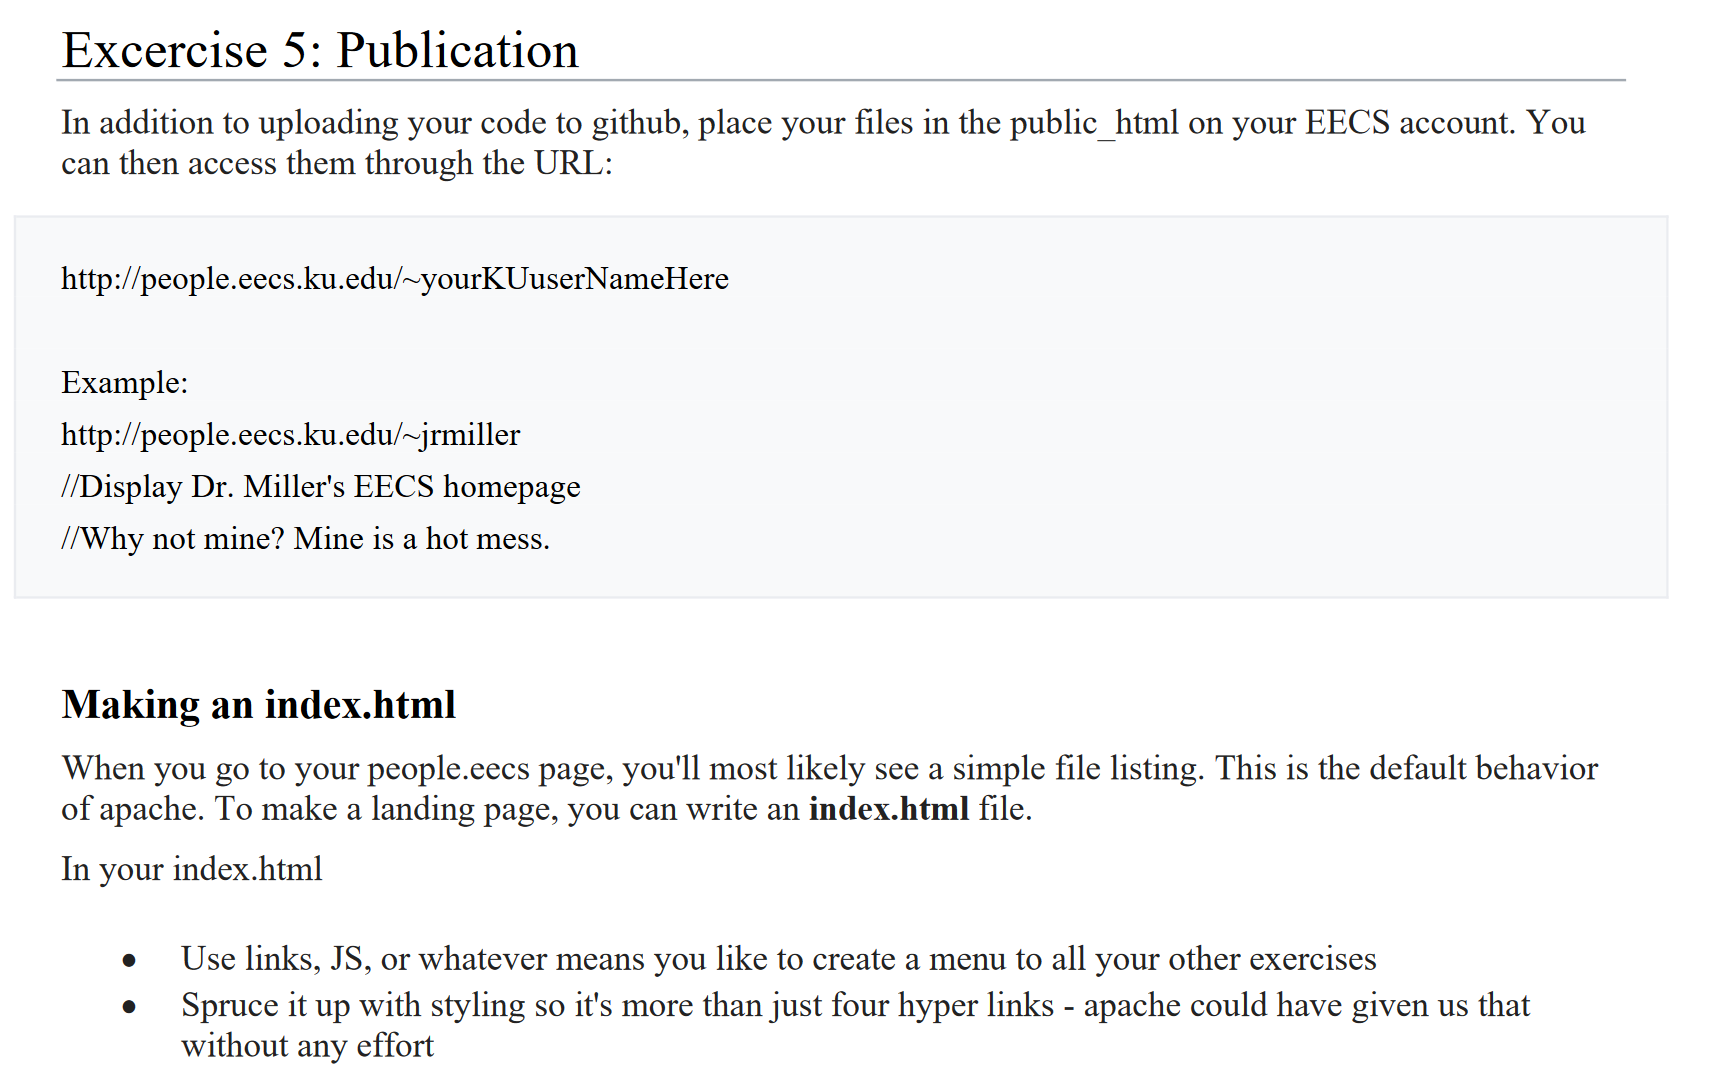 Excercise 5: Publication
In addition to uploading your code to github, place your files in the public_html on your EECS account. You
can then access them through the URL:
http://people.eecs.ku.edu/~yourKUuserNameHere
Example:
http://people.eecs.ku.edu/~jrmiller
//Display Dr. Miller's EECS homepage
//Why not mine? Mine is a hot mess.
Making an index.html
When you go to your people.eecs page, you'll most likely see a simple file listing. This is the default behavior
of apache. To make a landing page, you can write an index.html file.
In your index.html
• Use links, JS, or whatever means you like to create a menu to all your other exercises
• Spruce it up with styling so it's more than just four hyper links - apache could have given us that
without any effort